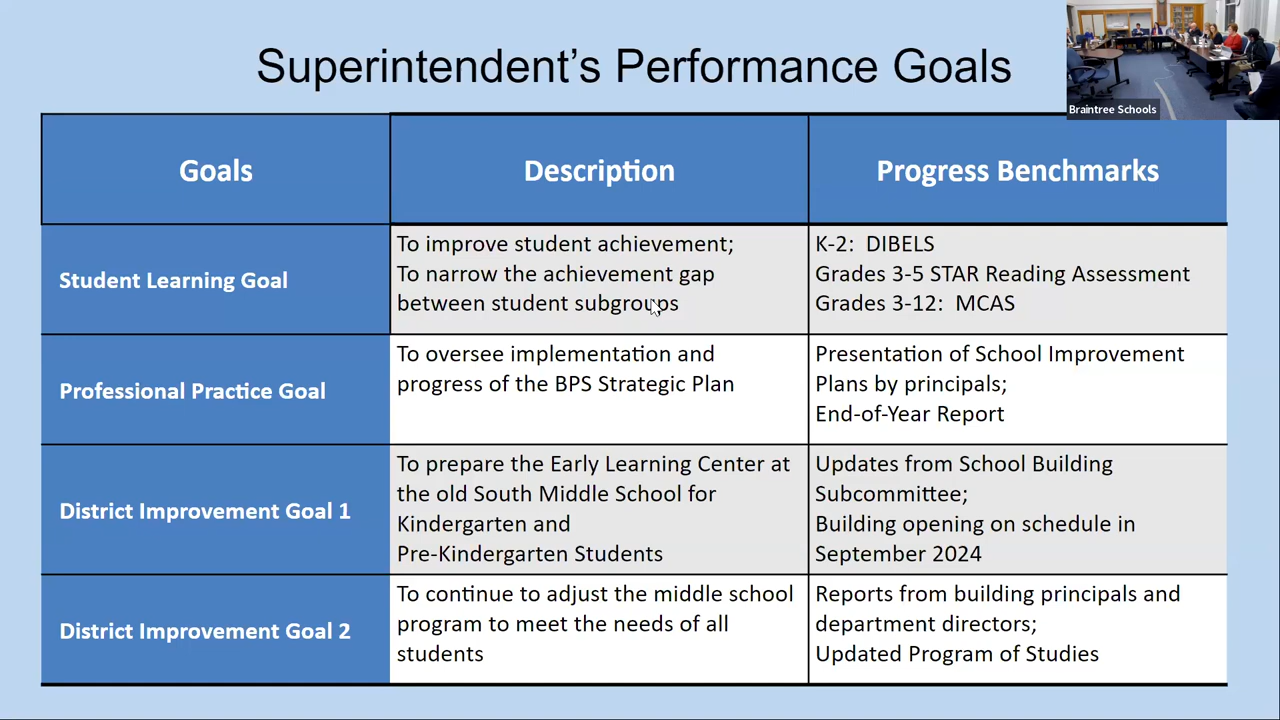 Superintendent's Performance Goals
Braintree Schools
Goals
Description
Progress Benchmarks
Student Learning Goal
To improve student achievement;
To narrow the achievement gap
between student subgroups
K-2:  DIBELS
Grades 3-5 STAR Reading Assessment
Grades 3-12:  MCAS
Professional Practice Goal
To oversee implementation and
progress of the BPS Strategic Plan
Presentation of School Improvement
Plans by principals;
End-of-Year Report
District Improvement Goal 1
To prepare the Early Learning Center at
the old South Middle School for
Kindergarten and
Pre-Kindergarten Students
Updates from School Building
Subcommittee;
Building opening on schedule in
September 2024
District Improvement Goal 2
To continue to adjust the middle school
program to meet the needs of all
students
Reports from building principals and
department directors;
Updated Program of Studies